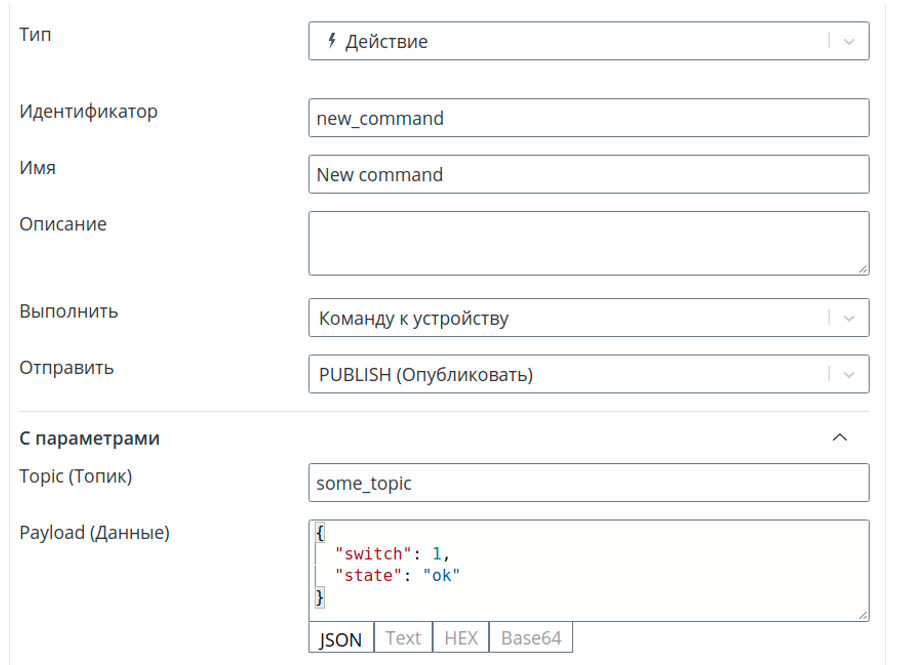 Тип
Действие
Идентификатор
new_command
Имя
New command
Описание
Выполнить
Команду к устройству
Отправить
PUBLISH (Опубликовать)
С параметрами
Topic (Топик)
some_topic
Payload (Данные)
{
"switch": 1,
"state": "ok"
}
JSON Text HEX Base64